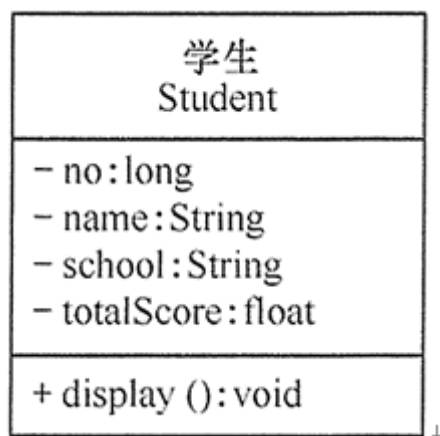 学生
Student
- no:long
- name:String
- school:String
- totalScore:float
+ display ():void